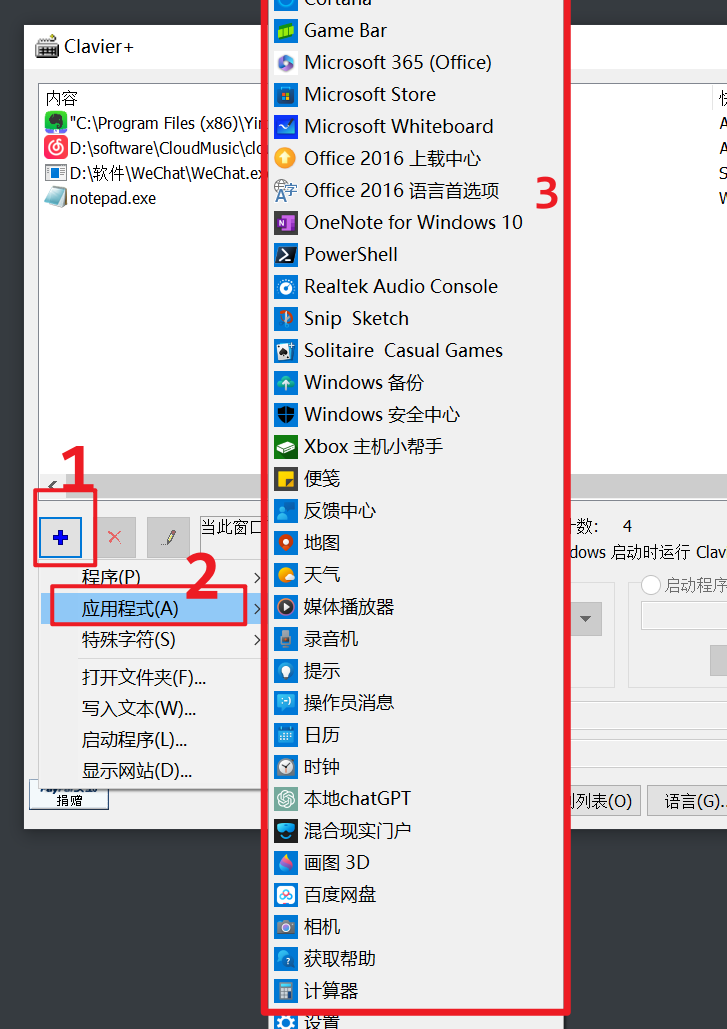 Cortana
Clavier+
Game Bar
Microsoft 365 (Office)
Microsoft Store
Microsoft Whiteboard
Office 2016 上载中心
Office 2016 语言首选项
OneNote for Windows 10
PowerShell
Realtek Audio Console
Snip Sketch
Solitaire Casual Games
Windows 备份
Windows 安全中心
Xbox 主机小帮手
便笺
反馈中心
地图
天气
媒体播放器
录音机
提示
操作员消息
日历
时钟
本地chatGPT
混合现实门户
画图 3D
百度网盘
相机
获取帮助
计算器
设置
3
内容
"C:\Program Files (x86)\Yin
D:\software\CloudMusic\clo
D:\软件\WeChat\WeChat.exe
notepad.exe
1
当此窗口
计数: 4
dows 启动时运行 Clav
启动程序
2
程序(P)
应用程式(A)
特殊字符(S)
打开文件夹(F)...
写入文本(W)...
启动程序(L)...
显示网站(D)...
捐赠
列表(O)
语言(G)..